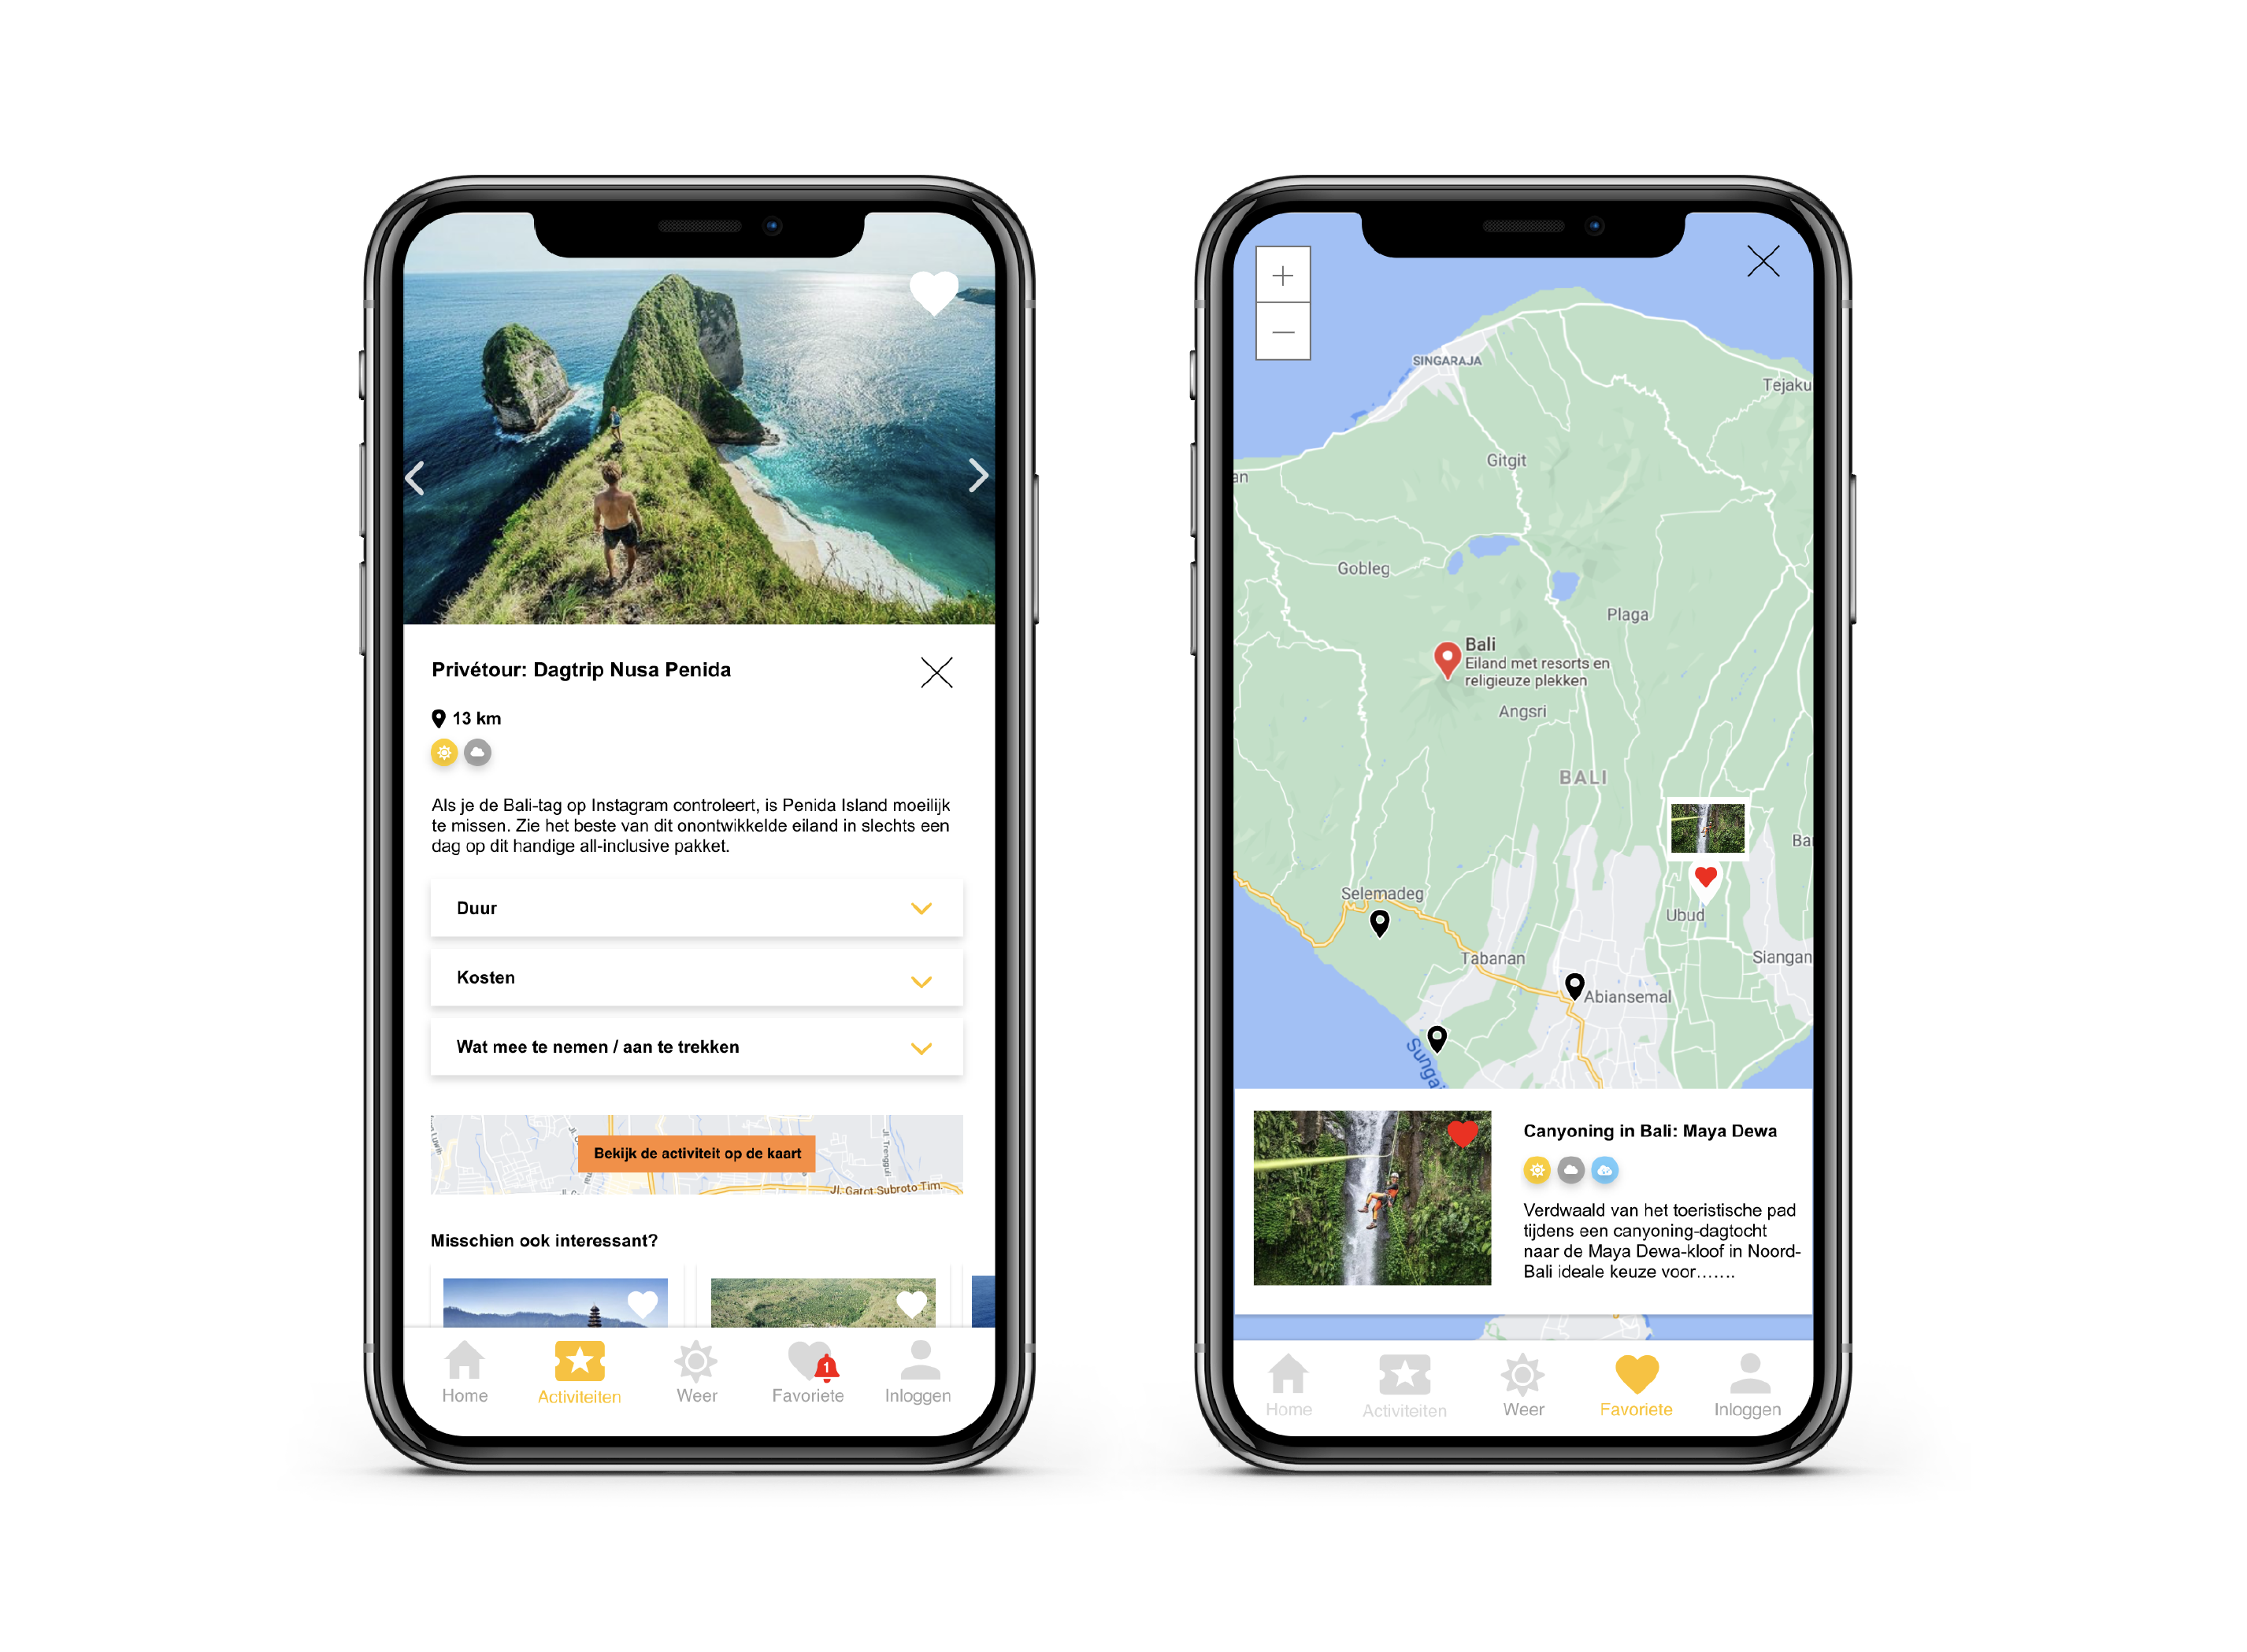 Privétour: Dagtrip Nusa Penida
13 km
Als je de Bali-tag op Instagram controleert, is Penida Island moeilijk
te missen. Zie het beste van dit onontwikkelde eiland in slechts een
dag op dit handige all-inclusive pakket.
Duur
Kosten
Wat mee te nemen / aan te trekken
Bekijk de activiteit op de kaart
Jl. Trengguli
Jl. Gatot Subroto Tim.
Misschien ook interessant?
1
Home
Activiteiten
Weer
Favoriete
Inloggen
SINGARAJA
Tejaku
Gitgit
an
Gobleg
Plaga
Bali
Eiland met resorts en
religieuze plekken
Angsri
BALI
Ba
Selemadeg
Ubud
Tabanan
Siangan
Abiansemal
Sungai
Canyoning in Bali: Maya Dewa
Verdwaald van het toeristische pad
tijdens een canyoning-dagtocht
naar de Maya Dewa-kloof in Noord-
Bali ideale keuze voor.......
Home
Activiteiten
Weer
Favoriete
Inloggen